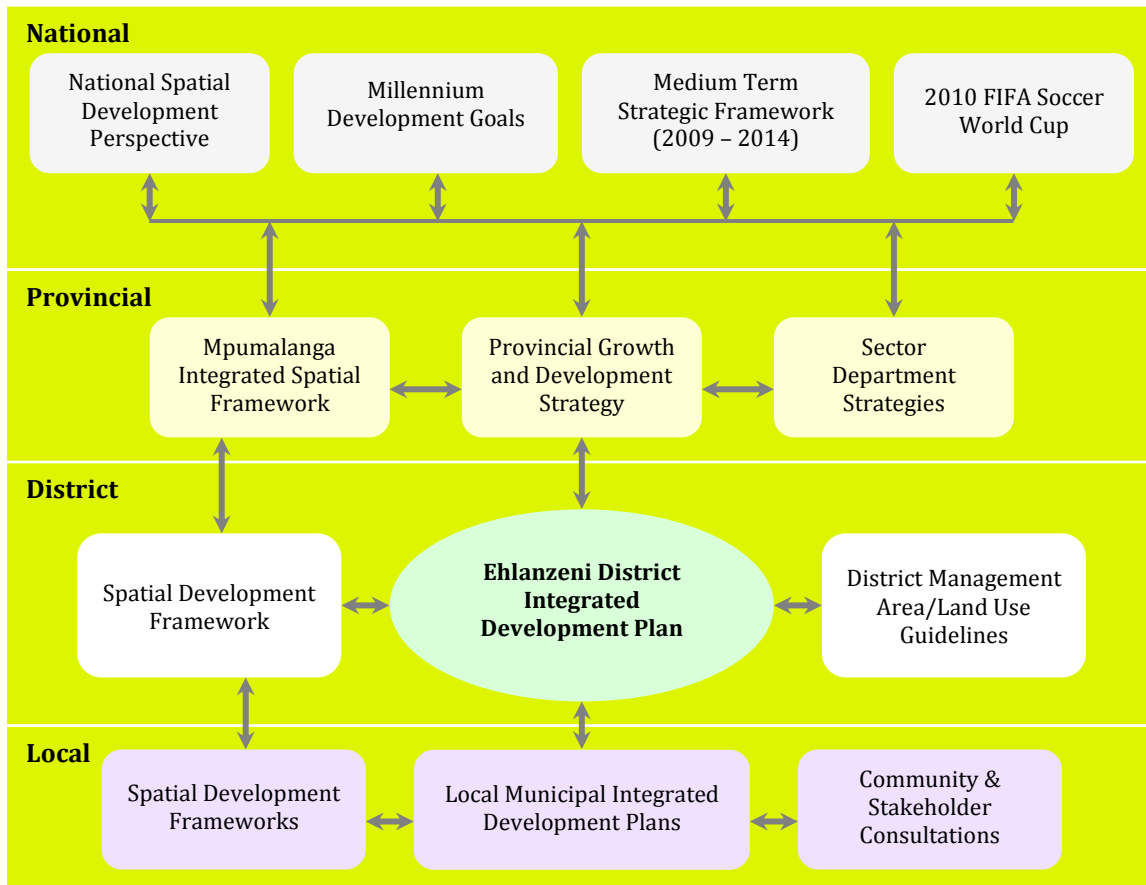 National
National Spatial
Development
Perspective
Millennium
Development Goals
Medium Term
Strategic Framework
(2009 – 2014)
2010 FIFA Soccer
World Cup
Provincial
Mpumalanga
Integrated Spatial
Framework
Provincial Growth
and Development
Strategy
Sector
Department
Strategies
District
Spatial Development
Framework
Ehlanzeni District
Integrated
Development Plan
District Management
Area/Land Use
Guidelines
Local
Spatial Development
Frameworks
Local Municipal Integrated
Development Plans
Community &
Stakeholder
Consultations